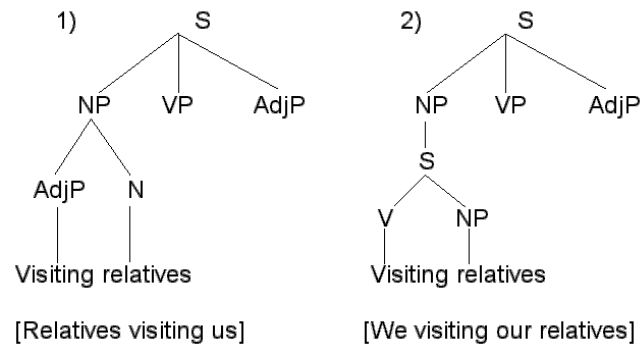 1) S 2) S
NP VP AdjP NP VP AdjP
S
AdjP N V NP
Visiting relatives Visiting relatives
[Relatives visiting us] [We visiting our relatives]